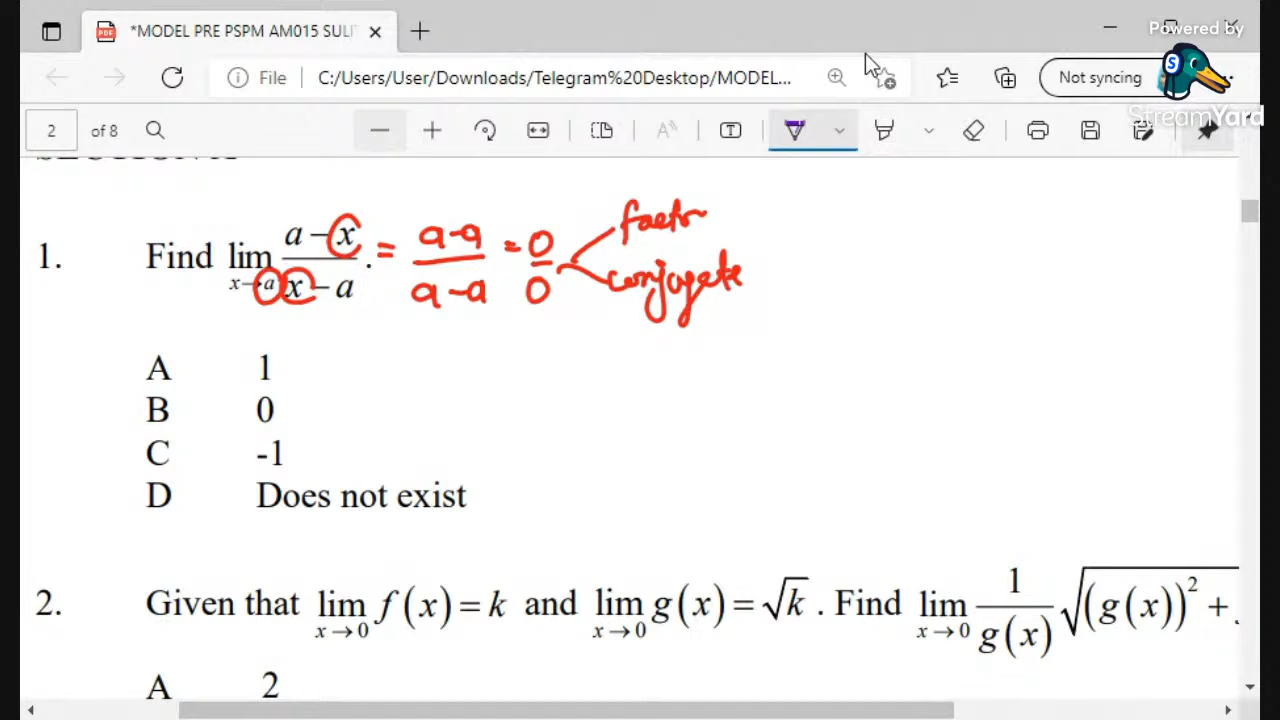 *MODEL PRE PSPM AM015 SULI
Powered by
File C:/Users/User/Downloads/Telegram%20Desktop/MODEL... Not syncing
StreamYard
2 of 8
1. Find lim x→a (a − x)/(x − a). = (a-a)/(a-a) = 0/0
factor
conjugate
A 1
B 0
C -1
D Does not exist
2. Given that lim x→0 f(x) = k and lim x→0 g(x) = √k. Find lim x→0 1/g(x) √(g(x))² +
A 2